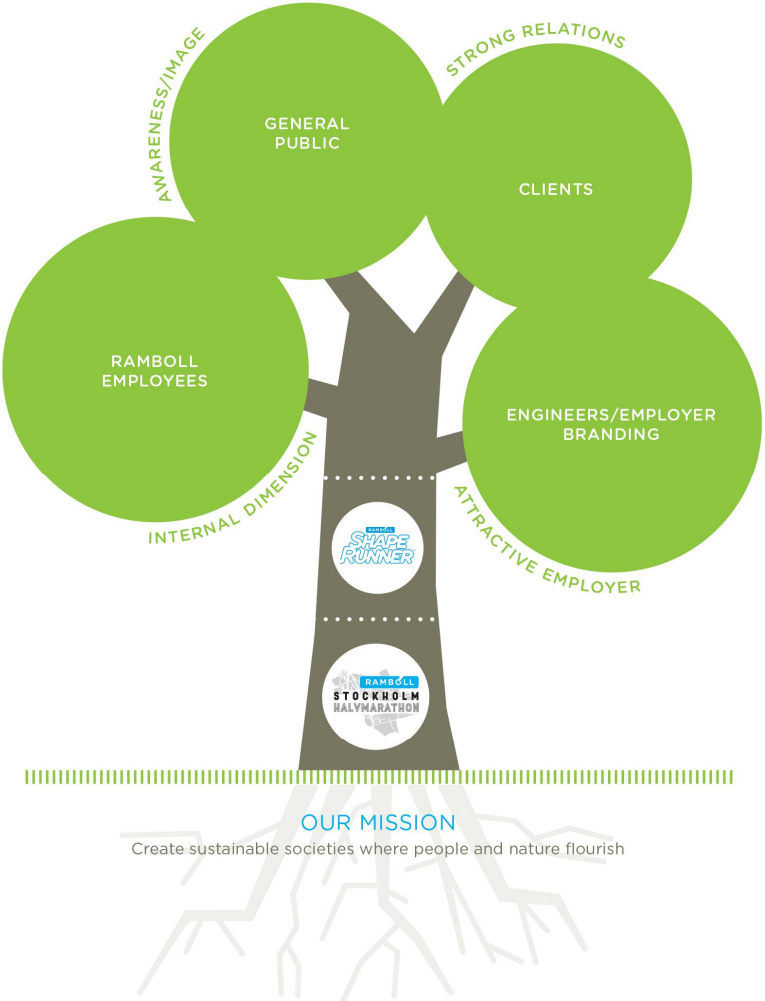 AWARENESS/IMAGE
STRONG RELATIONS
GENERAL
PUBLIC
CLIENTS
RAMBOLL
EMPLOYEES
ENGINEERS/EMPLOYER
BRANDING
INTERNAL DIMENSION
ATTRACTIVE EMPLOYER
RAMBOLL
SHAPE
RUNNER
RAMBOLL
STOCKHOLM
HALVMARATHON
OUR MISSION
Create sustainable societies where people and nature flourish